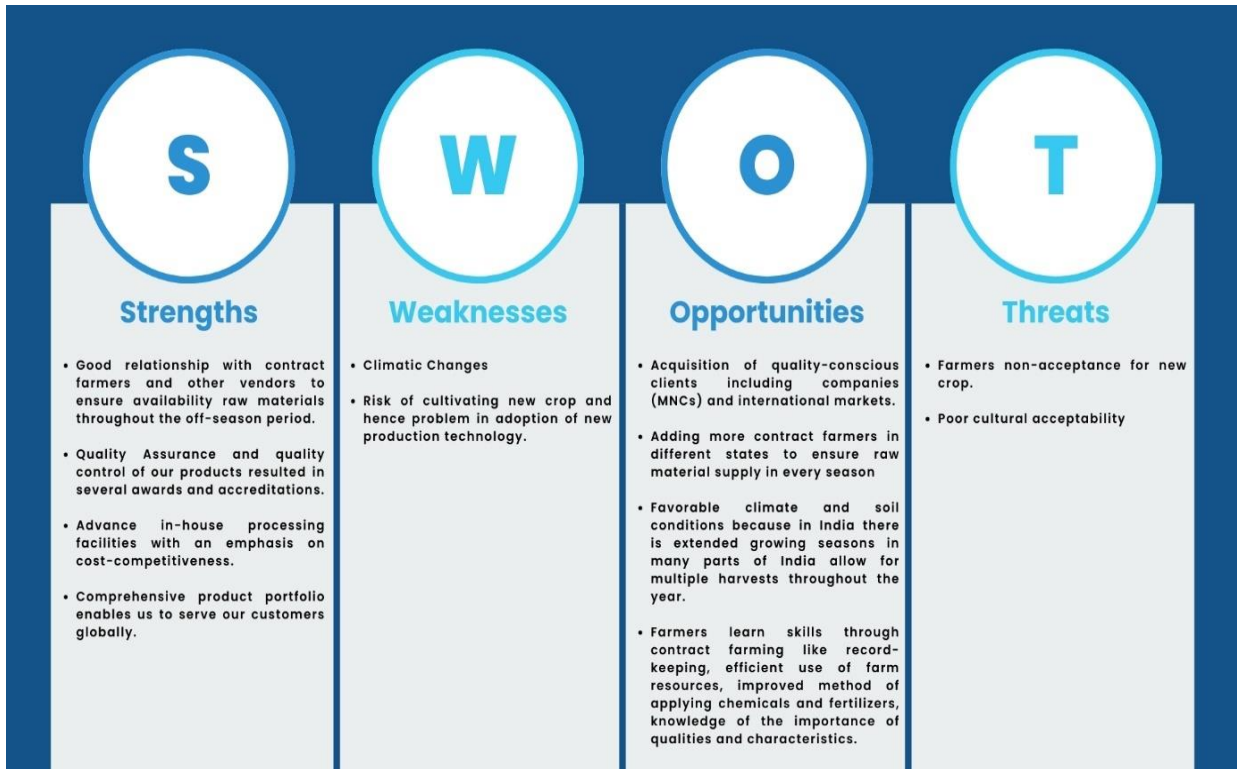 S
Strengths
• Good relationship with contract
farmers and other vendors to
ensure availability raw materials
throughout the off-season period.
• Quality Assurance and quality
control of our products resulted in
several awards and accreditations.
• Advance in-house processing
facilities with an emphasis on
cost-competitiveness.
• Comprehensive product portfolio
enables us to serve our customers
globally.
W
Weaknesses
• Climatic Changes
• Risk of cultivating new crop and
hence problem in adoption of new
production technology.
O
Opportunities
• Acquisition of quality-conscious
clients including companies
(MNCs) and international markets.
• Adding more contract farmers in
different states to ensure raw
material supply in every season
• Favorable climate and soil
conditions because in India there
is extended growing seasons in
many parts of India allow for
multiple harvests throughout the
year.
• Farmers learn skills through
contract farming like record-
keeping, efficient use of farm
resources, improved method of
applying chemicals and fertilizers,
knowledge of the importance of
qualities and characteristics.
T
Threats
• Farmers non-acceptance for new
crop.
• Poor cultural acceptability